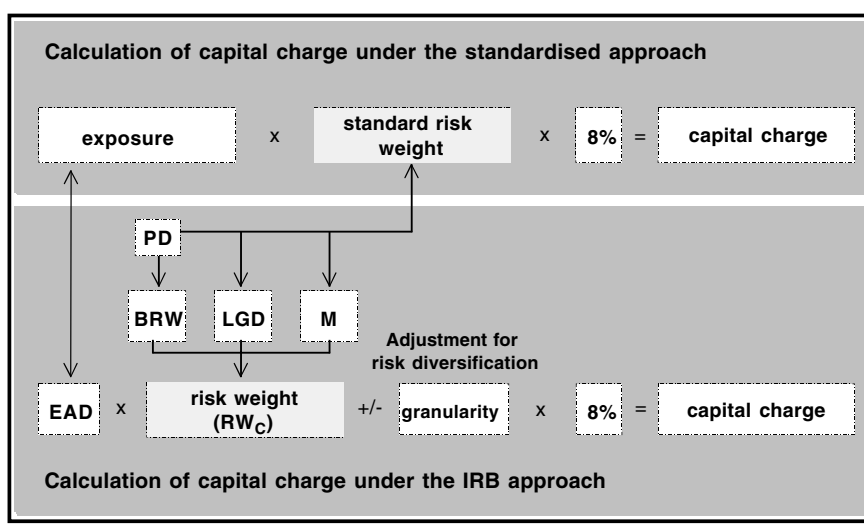 Calculation of capital charge under the standardised approach
exposure x standard risk weight x 8% = capital charge
PD
BRW LGD M
Adjustment for
risk diversification
EAD x risk weight (RWC) +/- granularity x 8% = capital charge
Calculation of capital charge under the IRB approach